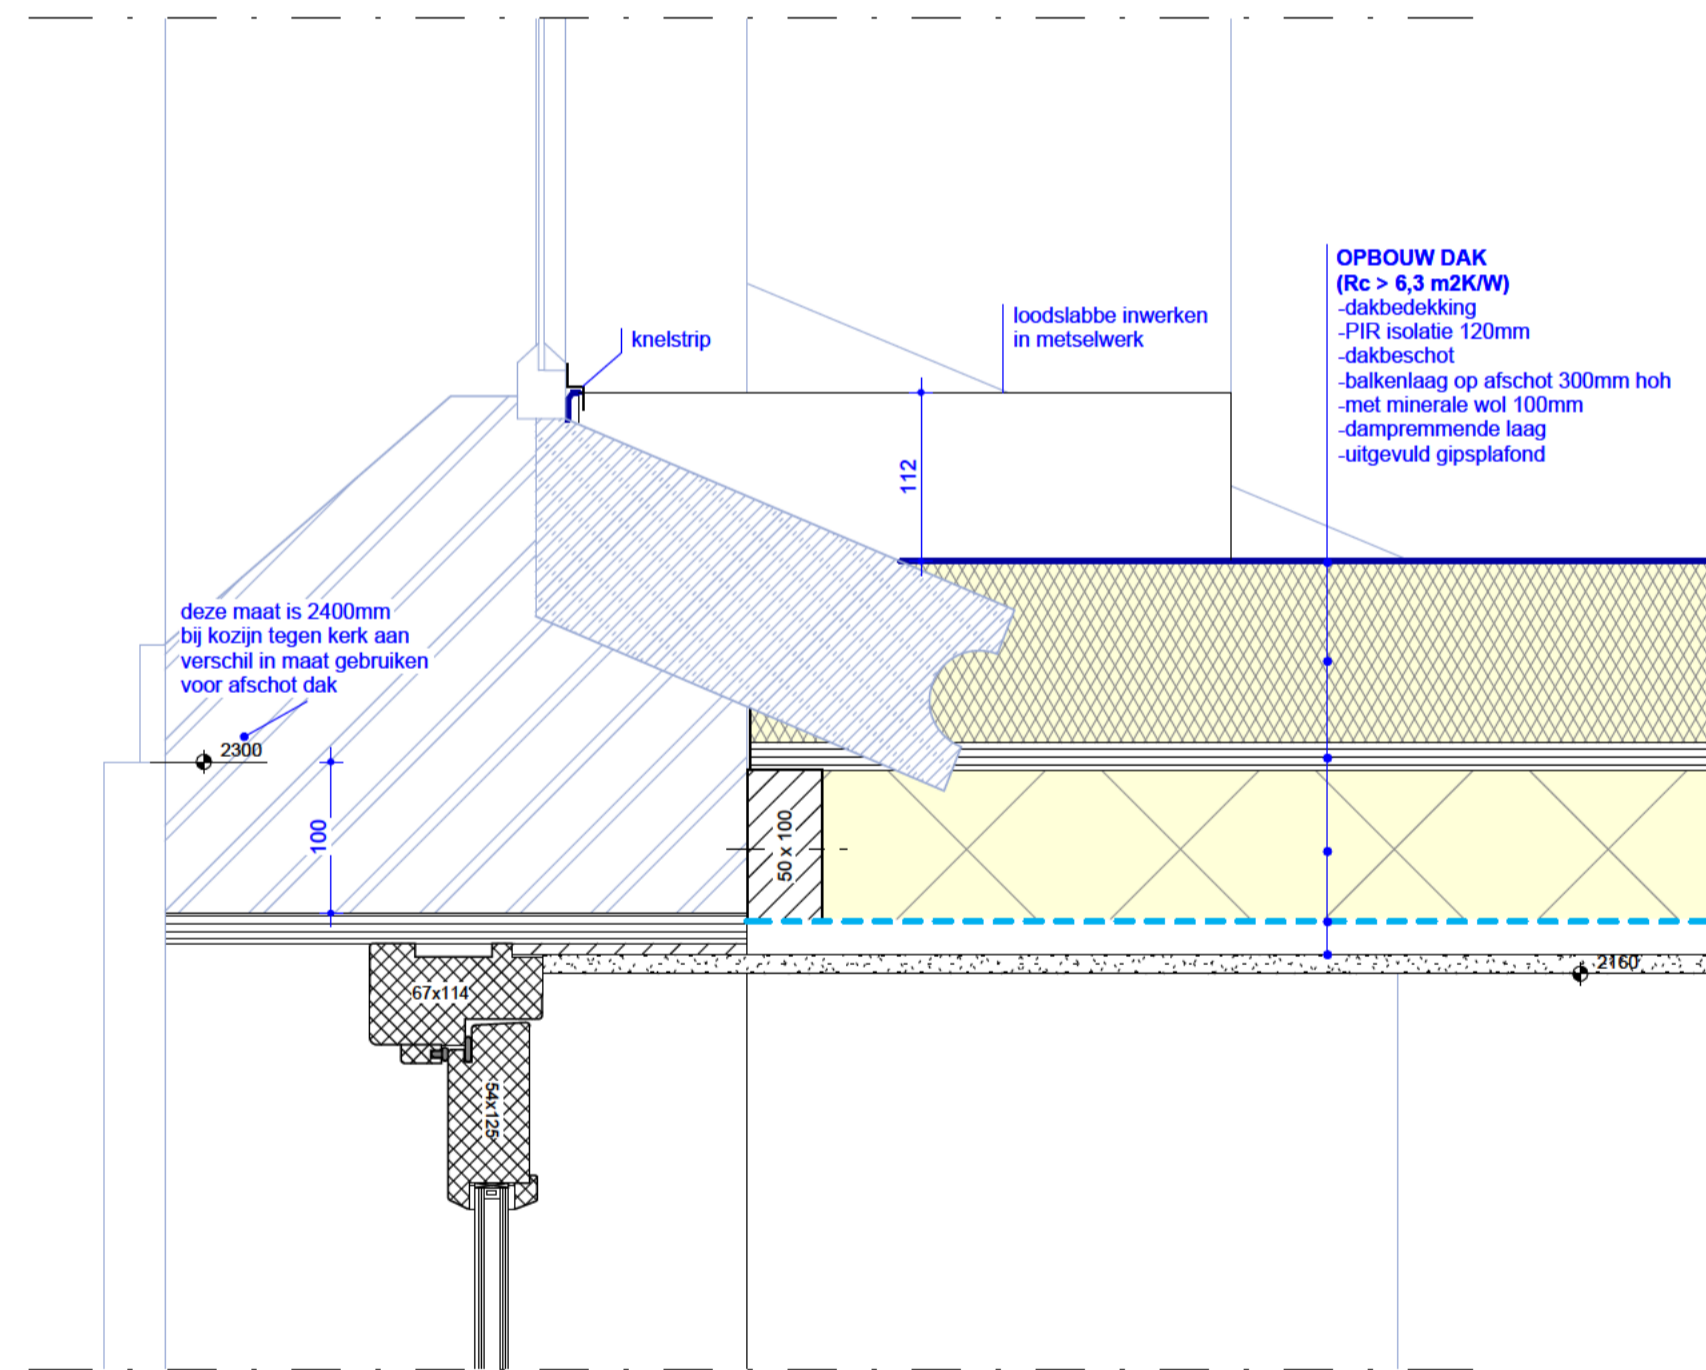 OPBOUW DAK
(Rc > 6,3 m2K/W)
-dakbedekking
-PIR isolatie 120mm
-dakbeschot
-balkenlaag op afschot 300mm hoh
-met minerale wol 100mm
-dampremmende laag
-uitgevuld gipsplafond
loodslabbe inwerken
in metselwerk
knelstrip
112
deze maat is 2400mm
bij kozijn tegen kerk aan
verschil in maat gebruiken
voor afschot dak
2300
100
50 x 100
2160
67x114
54x125